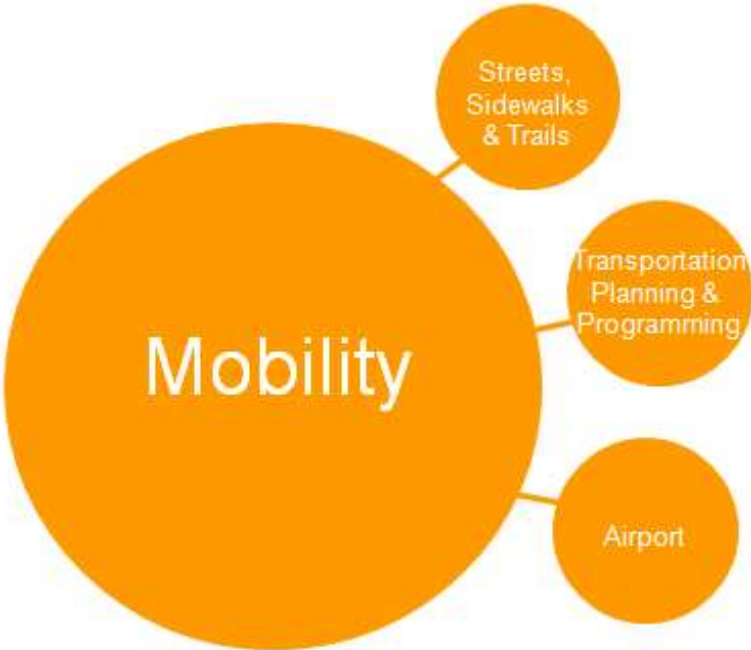 Streets,
Sidewalks
& Trails
Transportation
Planning &
Programming
Mobility
Airport